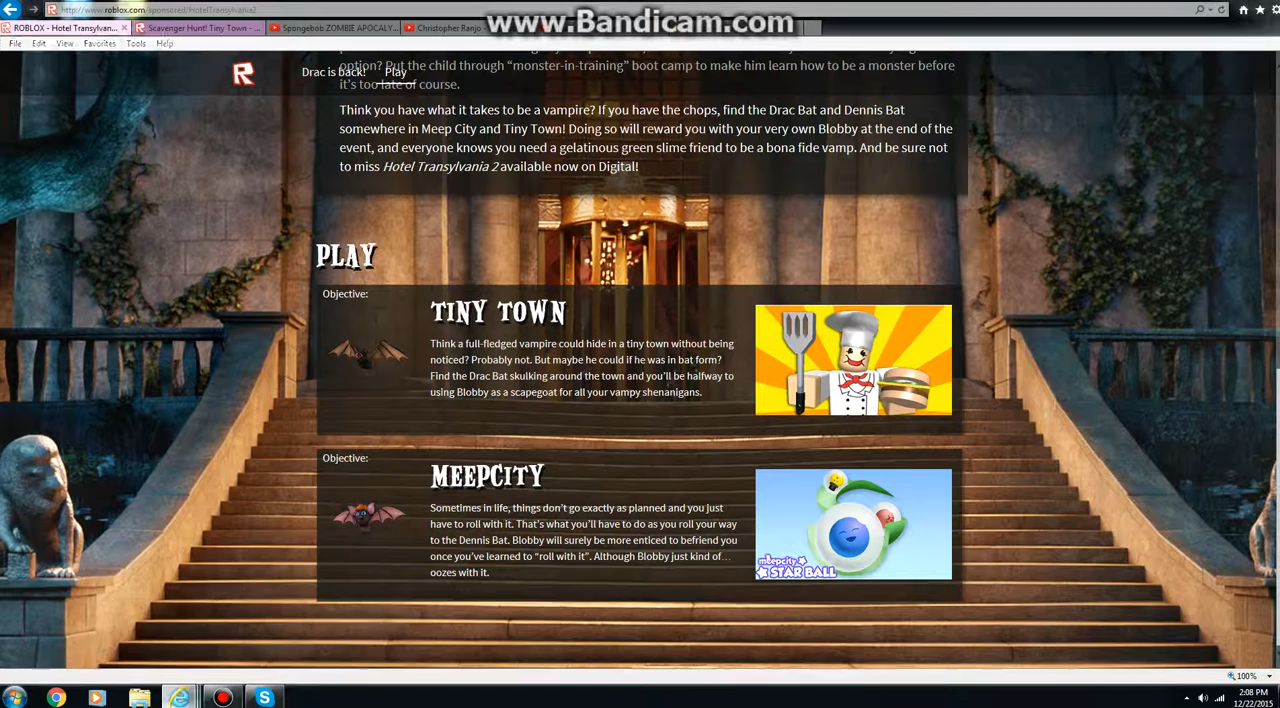 www.Bandicam.com
http://www.roblox.com/sponsored/HotelTransylvania2
ROBLOX - Hotel Transylvan...
Scavenger Hunt! Tiny Town - ...
Spongebob ZOMBIE APOCALY...
Christopher Ranjo
File Edit View Favorites Tools Help
Drac is back! Play
option? Put the child through “monster-in-training” boot camp to make him learn how to be a monster before
it's too late of course.
Think you have what it takes to be a vampire? If you have the chops, find the Drac Bat and Dennis Bat
somewhere in Meep City and Tiny Town! Doing so will reward you with your very own Blobby at the end of the
event, and everyone knows you need a gelatinous green slime friend to be a bona fide vamp. And be sure not
to miss Hotel Transylvania 2 available now on Digital!
PLAY
Objective:
TINY TOWN
Think a full-fledged vampire could hide in a tiny town without being
noticed? Probably not. But maybe he could if he was in bat form?
Find the Drac Bat skulking around the town and you'll be halfway to
using Blobby as a scapegoat for all your vampy shenanigans.
Objective:
MEEPCITY
Sometimes in life, things don't go exactly as planned and you just
have to roll with it. That's what you'll have to do as you roll your way
to the Dennis Bat. Blobby will surely be more enticed to befriend you
once you've learned to “roll with it”. Although Blobby just kind of…
oozes with it.
meepcity
STAR BALL
100%
2:08 PM
12/22/2015